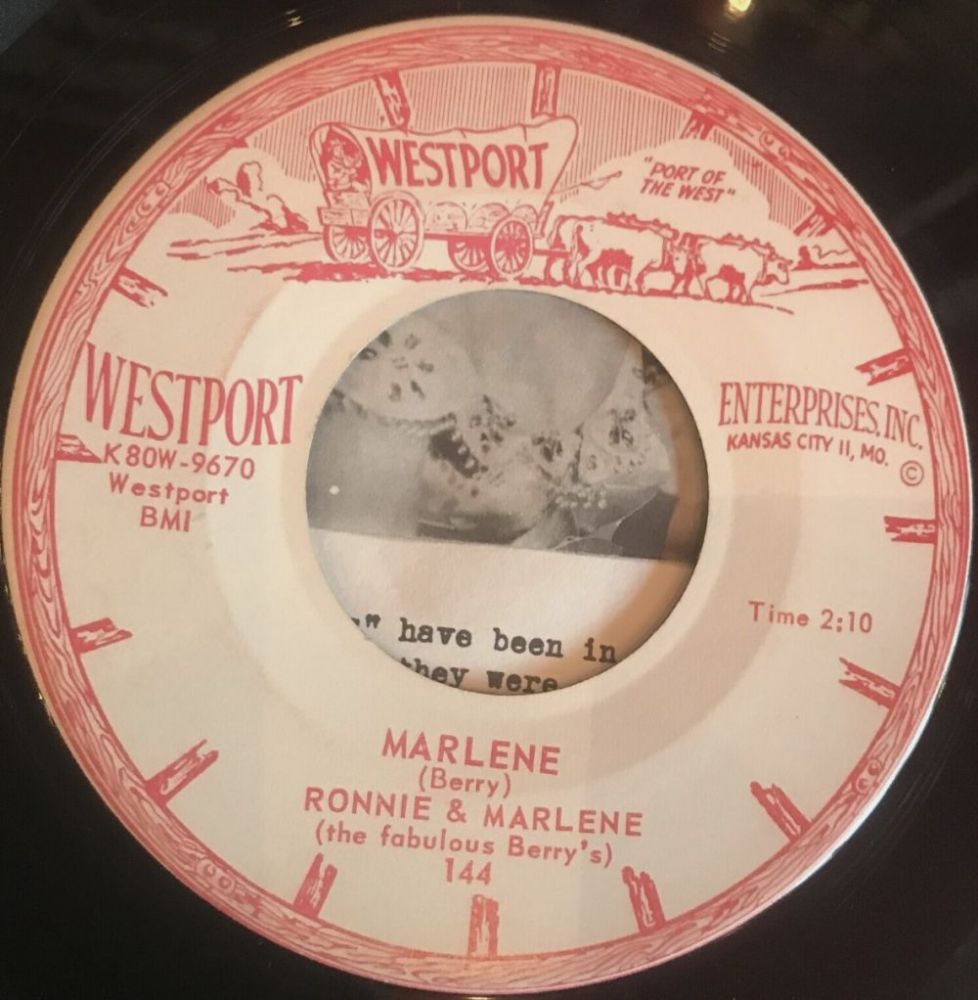 WESTPORT
"PORT OF
THE WEST"
WESTPORT
K80W-9670
Westport
BMI
ENTERPRISES, INC.
KANSAS CITY 11, MO.
©
Time 2:10
" have been in
they were
MARLENE
(Berry)
RONNIE & MARLENE
(the fabulous Berry's)
144